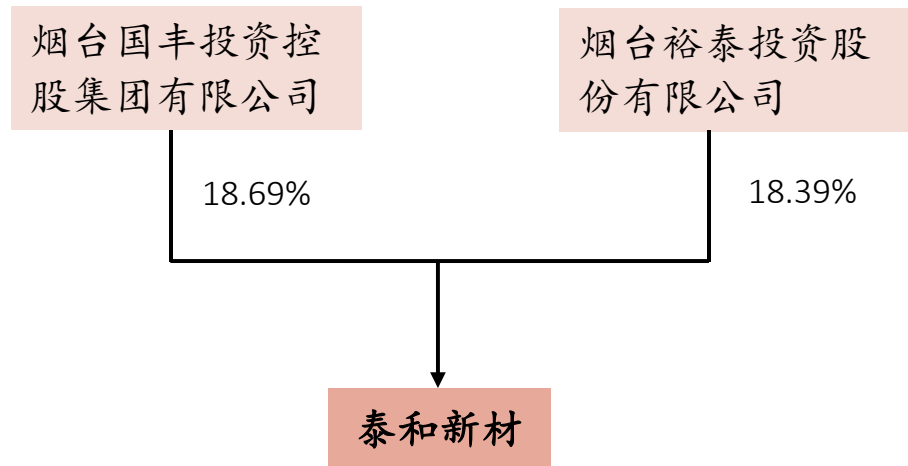 烟台国丰投资控
股集团有限公司
烟台裕泰投资股
份有限公司
18.69%
18.39%
泰和新材